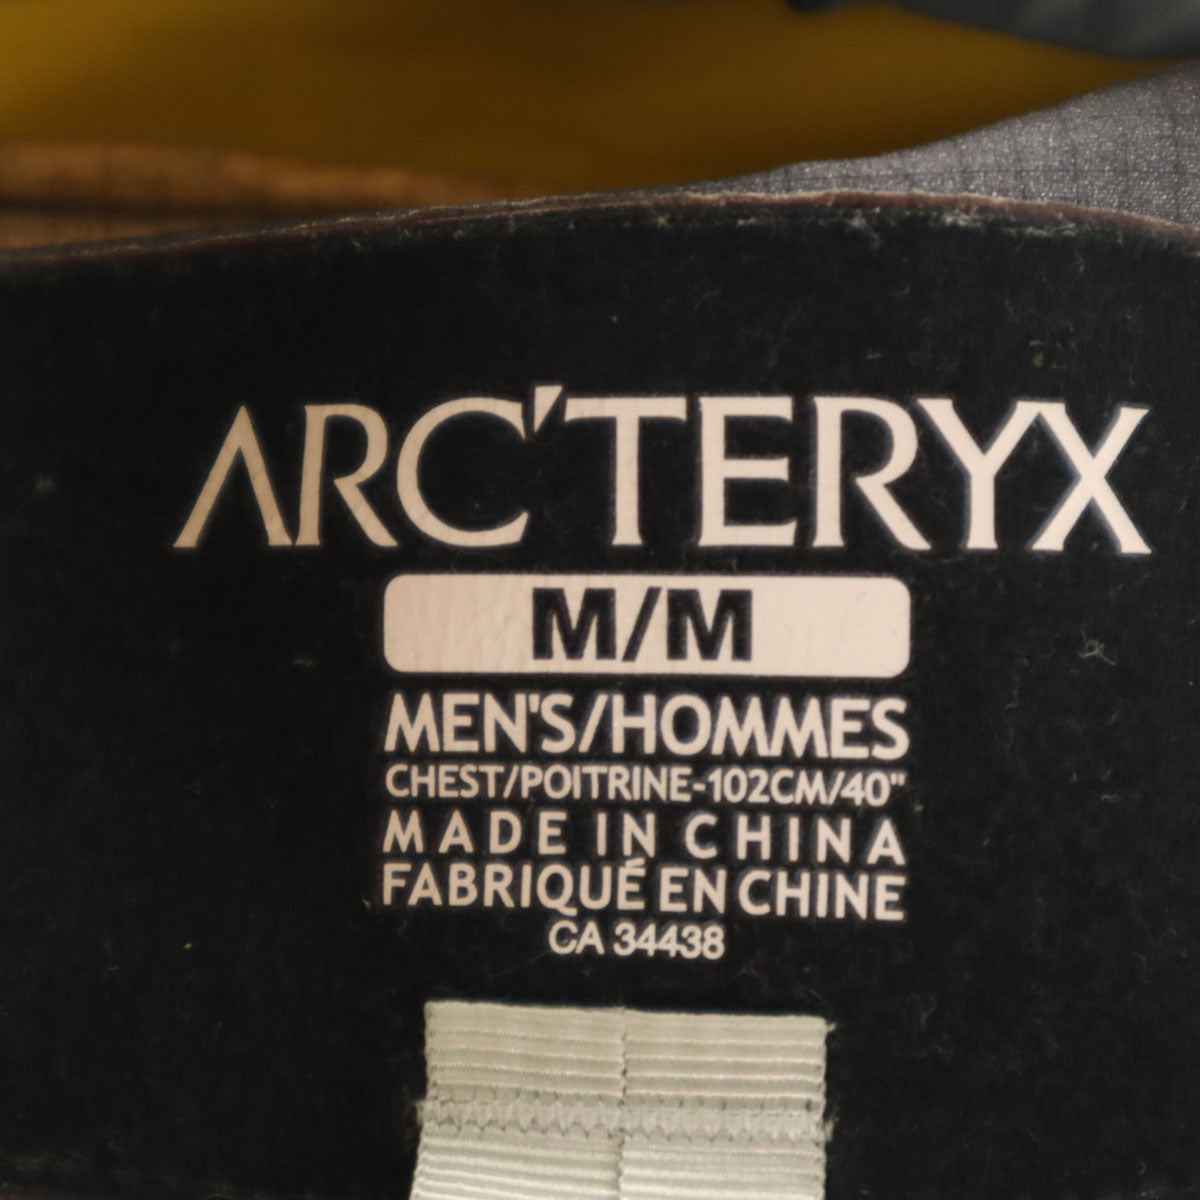 ARC'TERYX
M/M
MEN'S/HOMMES
CHEST/POITRINE-102CM/40"
MADE IN CHINA
FABRIQUÉ EN CHINE
CA 34438